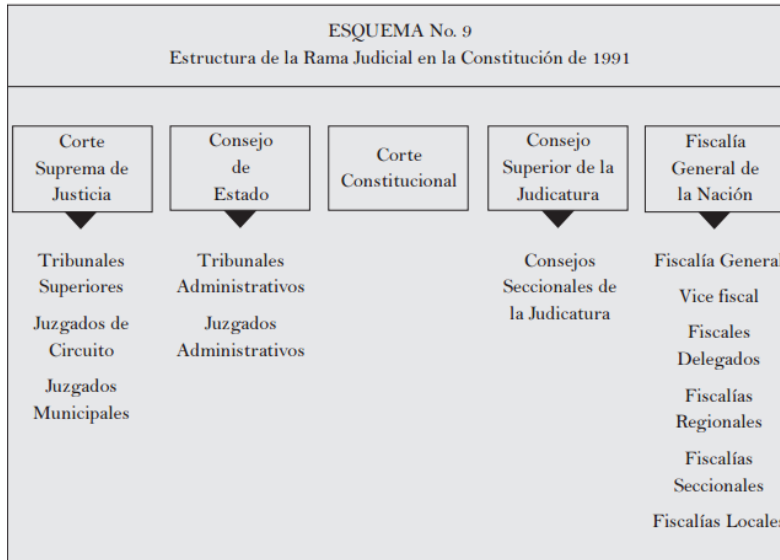 ESQUEMA No. 9
Estructura de la Rama Judicial en la Constitución de 1991
Corte
Suprema de
Justicia
Tribunales
Superiores
Juzgados de
Circuito
Juzgados
Municipales
Consejo
de
Estado
Tribunales
Administrativos
Juzgados
Administrativos
Corte
Constitucional
Consejo
Superior de la
Judicatura
Consejos
Seccionales de
la Judicatura
Fiscalía
General de
la Nación
Fiscalía General
Vice fiscal
Fiscales
Delegados
Fiscalías
Regionales
Fiscalías
Seccionales
Fiscalías Locales